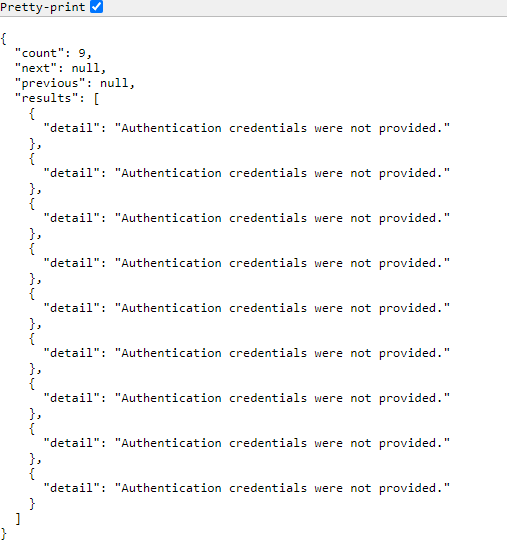 Pretty-print
{
  "count": 9,
  "next": null,
  "previous": null,
  "results": [
    {
      "detail": "Authentication credentials were not provided."
    },
    {
      "detail": "Authentication credentials were not provided."
    },
    {
      "detail": "Authentication credentials were not provided."
    },
    {
      "detail": "Authentication credentials were not provided."
    },
    {
      "detail": "Authentication credentials were not provided."
    },
    {
      "detail": "Authentication credentials were not provided."
    },
    {
      "detail": "Authentication credentials were not provided."
    },
    {
      "detail": "Authentication credentials were not provided."
    },
    {
      "detail": "Authentication credentials were not provided."
    }
  ]
}